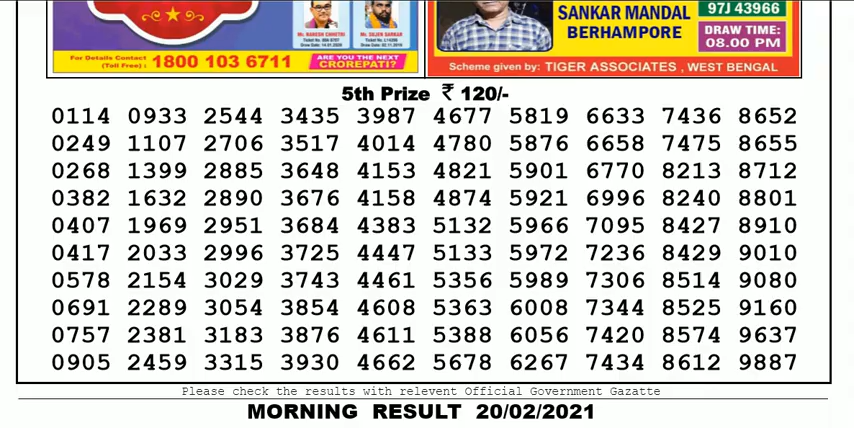 Mr. NARESH CHHETRI
Mr. SUJEN SARKAR
For Details Contact
(Toll Free) : 1800 103 6711
ARE YOU THE NEXT
CROREPATI?
SANKAR MANDAL
BERHAMPORE
97J 43966
DRAW TIME:
08.00 PM
Scheme given by: TIGER ASSOCIATES , WEST BENGAL
5th Prize ₹ 120/-
0114 0933 2544 3435 3987 4677 5819 6633 7436 8652
0249 1107 2706 3517 4014 4780 5876 6658 7475 8655
0268 1399 2885 3648 4153 4821 5901 6770 8213 8712
0382 1632 2890 3676 4158 4874 5921 6996 8240 8801
0407 1969 2951 3684 4383 5132 5966 7095 8427 8910
0417 2033 2996 3725 4447 5133 5972 7236 8429 9010
0578 2154 3029 3743 4461 5356 5989 7306 8514 9080
0691 2289 3054 3854 4608 5363 6008 7344 8525 9160
0757 2381 3183 3876 4611 5388 6056 7420 8574 9637
0905 2459 3315 3930 4662 5678 6267 7434 8612 9887
Please check the results with relevent Official Government Gazatte
MORNING RESULT 20/02/2021